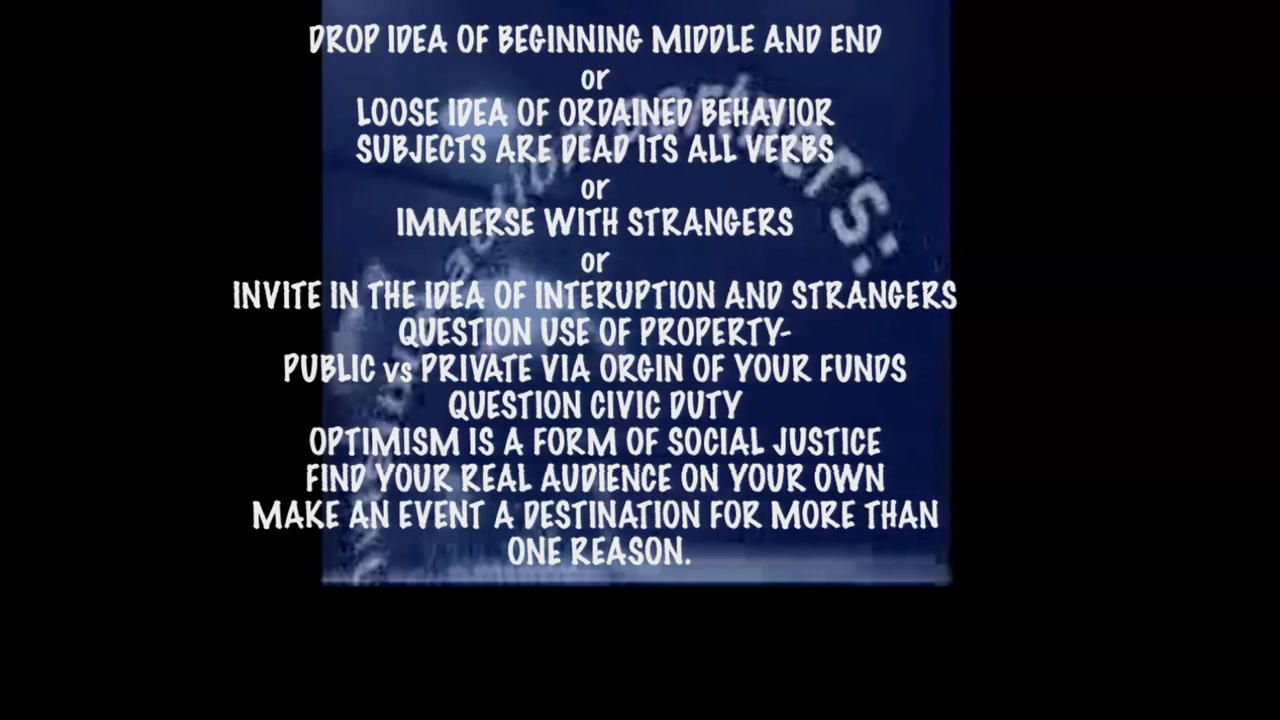 DROP IDEA OF BEGINNING MIDDLE AND END
or
LOOSE IDEA OF ORDAINED BEHAVIOR
SUBJECTS ARE DEAD ITS ALL VERBS
or
IMMERSE WITH STRANGERS
or
INVITE IN THE IDEA OF INTERUPTION AND STRANGERS
QUESTION USE OF PROPERTY-
PUBLIC vs PRIVATE VIA ORGIN OF YOUR FUNDS
QUESTION CIVIC DUTY
OPTIMISM IS A FORM OF SOCIAL JUSTICE
FIND YOUR REAL AUDIENCE ON YOUR OWN
MAKE AN EVENT A DESTINATION FOR MORE THAN
ONE REASON.
partners: